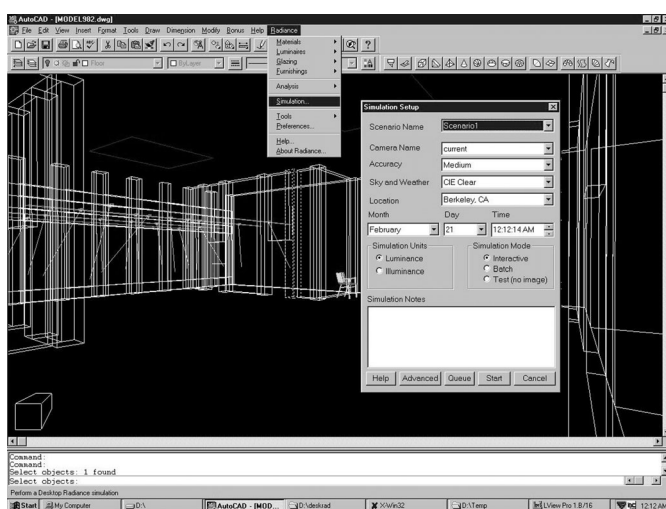 AutoCAD - [MODEL982.dwg]
File Edit View Insert Format Tools Draw Dimension Modify Bonus Help Radiance
Materials
Luminaires
Glazing
Furnishings
Analysis
Simulation...
Tools
Preferences...
Help...
About Radiance...
Floor
ByLayer
Simulation Setup
Scenario Name Scenario1
Camera Name current
Accuracy Medium
Sky and Weather CIE Clear
Location Berkeley, CA
Month Day Time
February 21 12:12:14 AM
Simulation Units Simulation Mode
Luminance Interactive
Illuminance Batch
Test (no image)
Simulation Notes
Help Advanced Queue Start Cancel
Command:
Command:
Select objects: 1 found
Select objects:
Perform a Desktop Radiance simulation
Start My Computer D:\ AutoCAD - [MOD... D:\deskrad X-Win32 D:\Temp LView Pro 1.B/16 12:12 AM